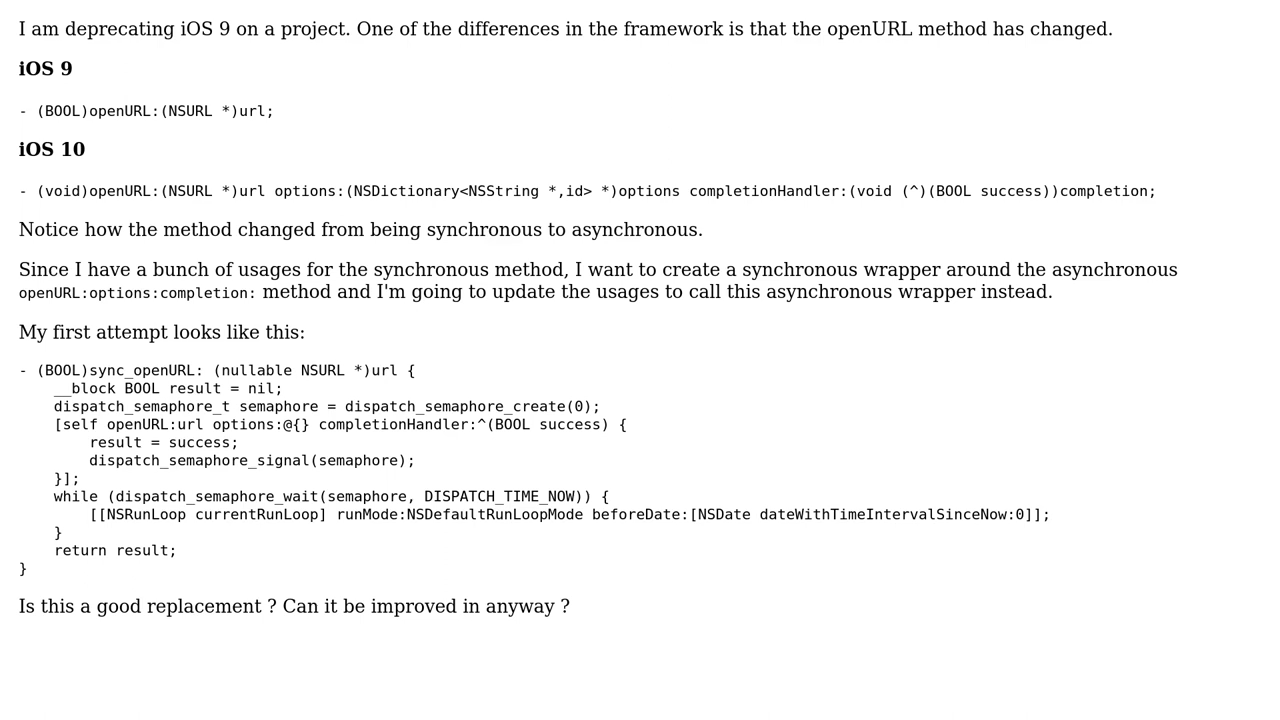 I am deprecating iOS 9 on a project. One of the differences in the framework is that the openURL method has changed.
iOS 9
- (BOOL)openURL:(NSURL *)url;
iOS 10
- (void)openURL:(NSURL *)url options:(NSDictionary<NSString *,id> *)options completionHandler:(void (^)(BOOL success))completion;
Notice how the method changed from being synchronous to asynchronous.
Since I have a bunch of usages for the synchronous method, I want to create a synchronous wrapper around the asynchronous
openURL:options:completion: method and I'm going to update the usages to call this asynchronous wrapper instead.
My first attempt looks like this:
- (BOOL)sync_openURL: (nullable NSURL *)url {
    __block BOOL result = nil;
    dispatch_semaphore_t semaphore = dispatch_semaphore_create(0);
    [self openURL:url options:@{} completionHandler:^(BOOL success) {
        result = success;
        dispatch_semaphore_signal(semaphore);
    }];
    while (dispatch_semaphore_wait(semaphore, DISPATCH_TIME_NOW)) {
        [[NSRunLoop currentRunLoop] runMode:NSDefaultRunLoopMode beforeDate:[NSDate dateWithTimeIntervalSinceNow:0]];
    }
    return result;
}
Is this a good replacement ? Can it be improved in anyway ?